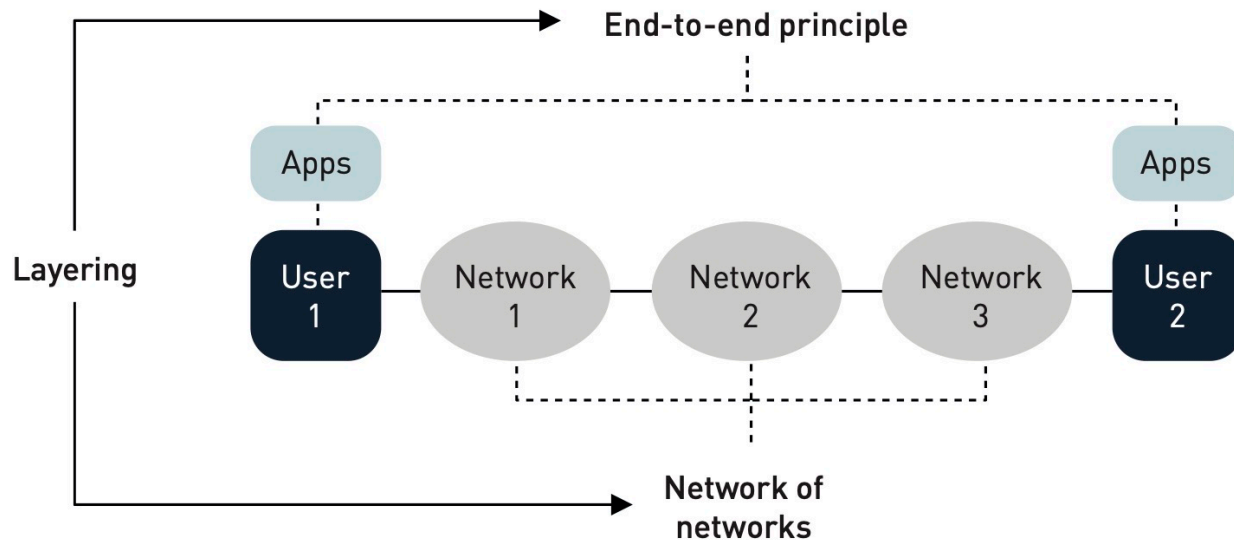 End-to-end principle
Apps
Apps
Layering
User
1
Network
1
Network
2
Network
3
User
2
Network of
networks